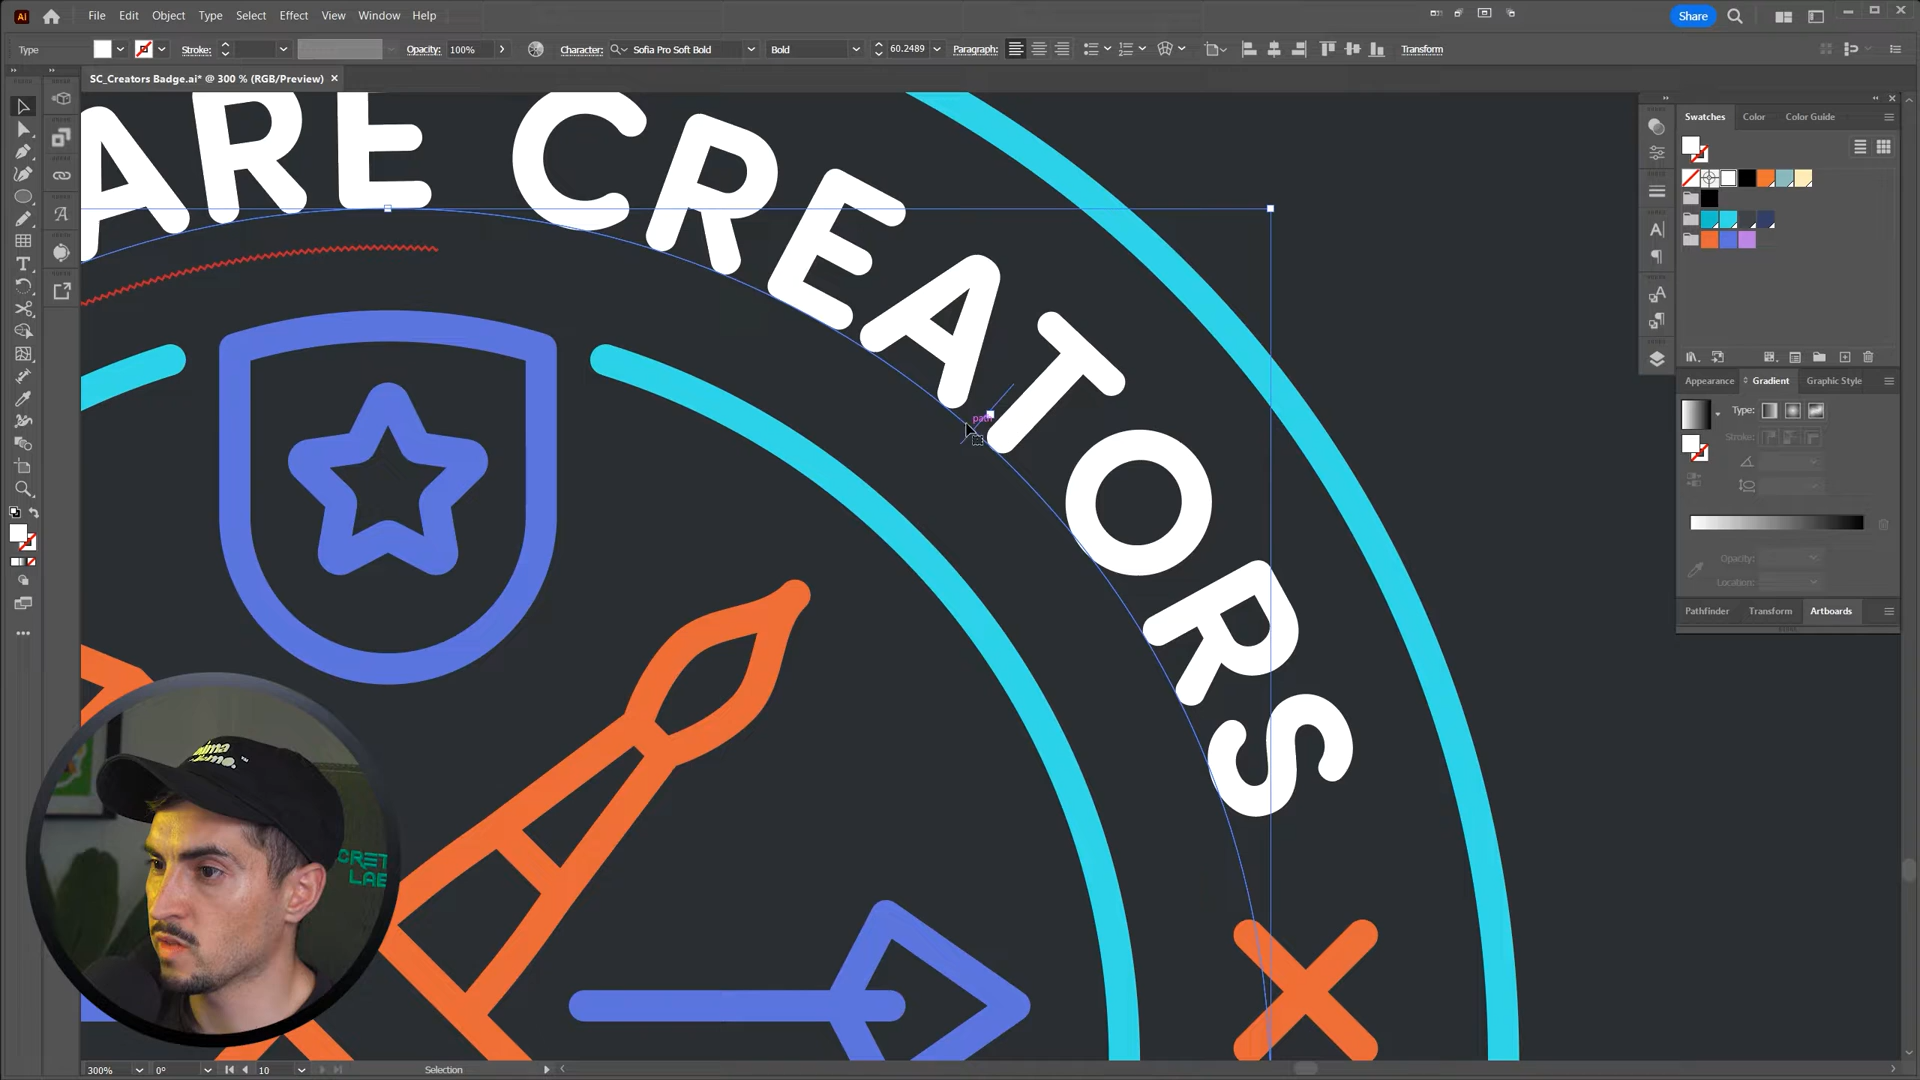 Ai File Edit Object Type Select Effect View Window Help Share
Type Stroke: Opacity: 100% Character: Sofia Pro Soft Bold Bold 60.2489 Paragraph: Transform
SC_Creators Badge.ai* @ 300 % (RGB/Preview)
ARE CREATORS
path
Swatches Color Color Guide
Appearance Gradient Graphic Style
Type:
Stroke:
Opacity:
Location:
Pathfinder Transform Artboards
300% 0° 10 Selection